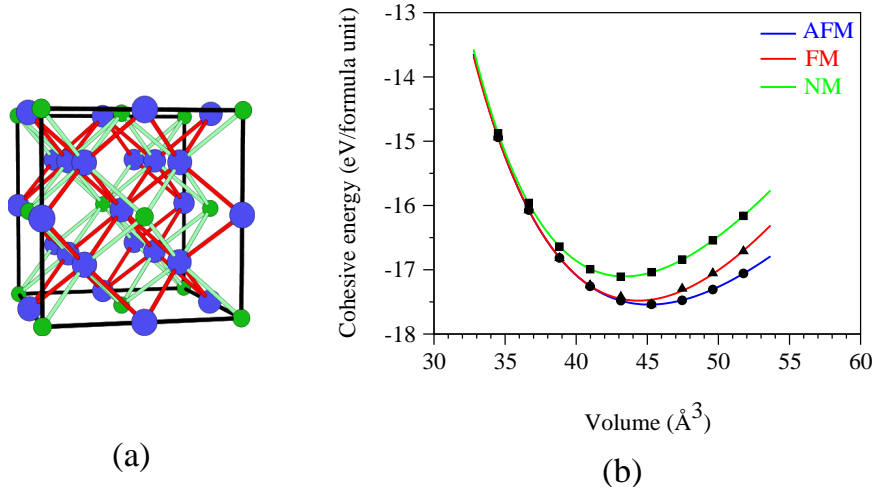 -13
-14
-15
-16
-17
-18
30
35
40
45
50
55
60
Cohesive energy (eV/formula unit)
Volume (Å³)
AFM
FM
NM
(a)
(b)